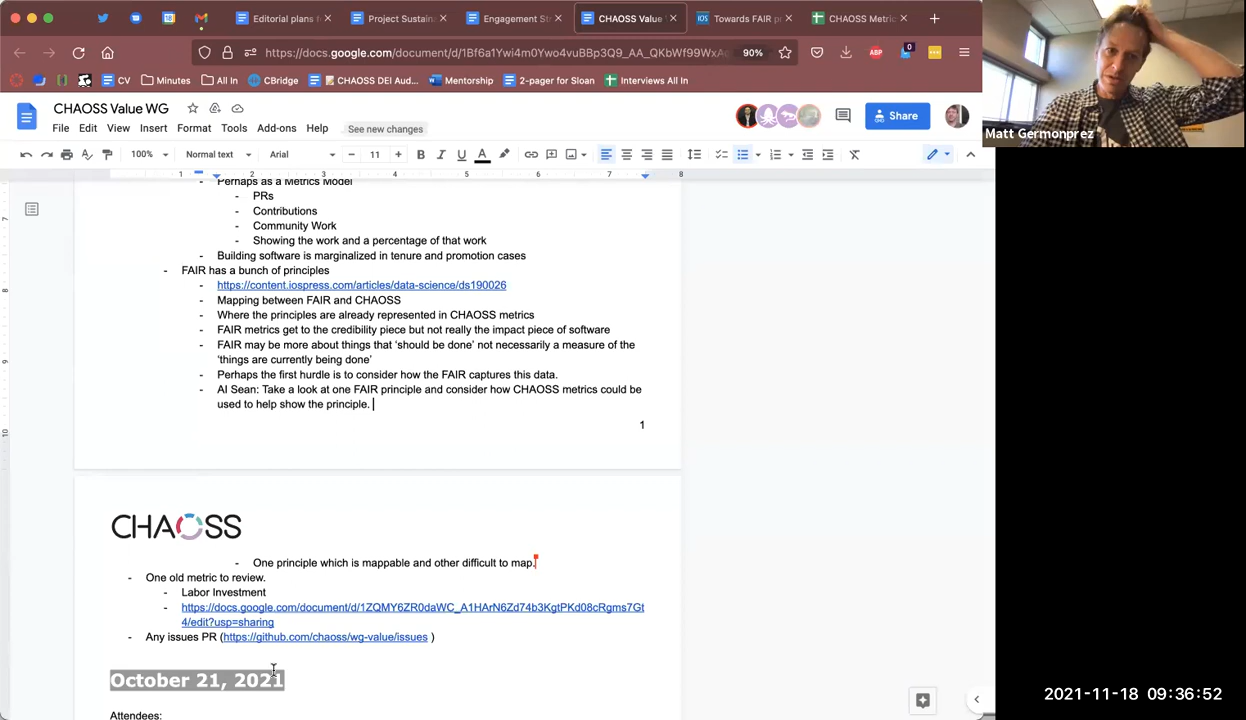 Editorial plans f
Project Sustain
Engagement St
CHAOSS Value
Towards FAIR p
CHAOSS Metric
https://docs.google.com/document/d/1Bf6a1Ywi4m0Ywo4vuBBp3Q9_AA_QKbWf99WxA
90%
0
CV
Minutes
All In
CBridge
CHAOSS DEI Aud...
Mentorship
2-pager for Sloan
Interviews All In
CHAOSS Value WG
File Edit View Insert Format Tools Add-ons Help See new changes
Share
100% Normal text Arial 11
1 2 3 4 5 6 7 8
- Perhaps as a Metrics Model
- PRs
- Contributions
- Community Work
- Showing the work and a percentage of that work
- Building software is marginalized in tenure and promotion cases
- FAIR has a bunch of principles
- https://content.iospress.com/articles/data-science/ds190026
- Mapping between FAIR and CHAOSS
- Where the principles are already represented in CHAOSS metrics
- FAIR metrics get to the credibility piece but not really the impact piece of software
- FAIR may be more about things that ‘should be done’ not necessarily a measure of the
‘things are currently being done’
- Perhaps the first hurdle is to consider how the FAIR captures this data.
- AI Sean: Take a look at one FAIR principle and consider how CHAOSS metrics could be
used to help show the principle.
1
CHAOSS
- One principle which is mappable and other difficult to map.
- One old metric to review.
- Labor Investment
- https://docs.google.com/document/d/1ZQMY6ZR0daWC_A1HArN6Zd74b3KgtPKd08cRgms7Gt
4/edit?usp=sharing
- Any issues PR (https://github.com/chaoss/wg-value/issues )
October 21, 2021
Attendees:
Matt Germonprez
2021-11-18 09:36:52